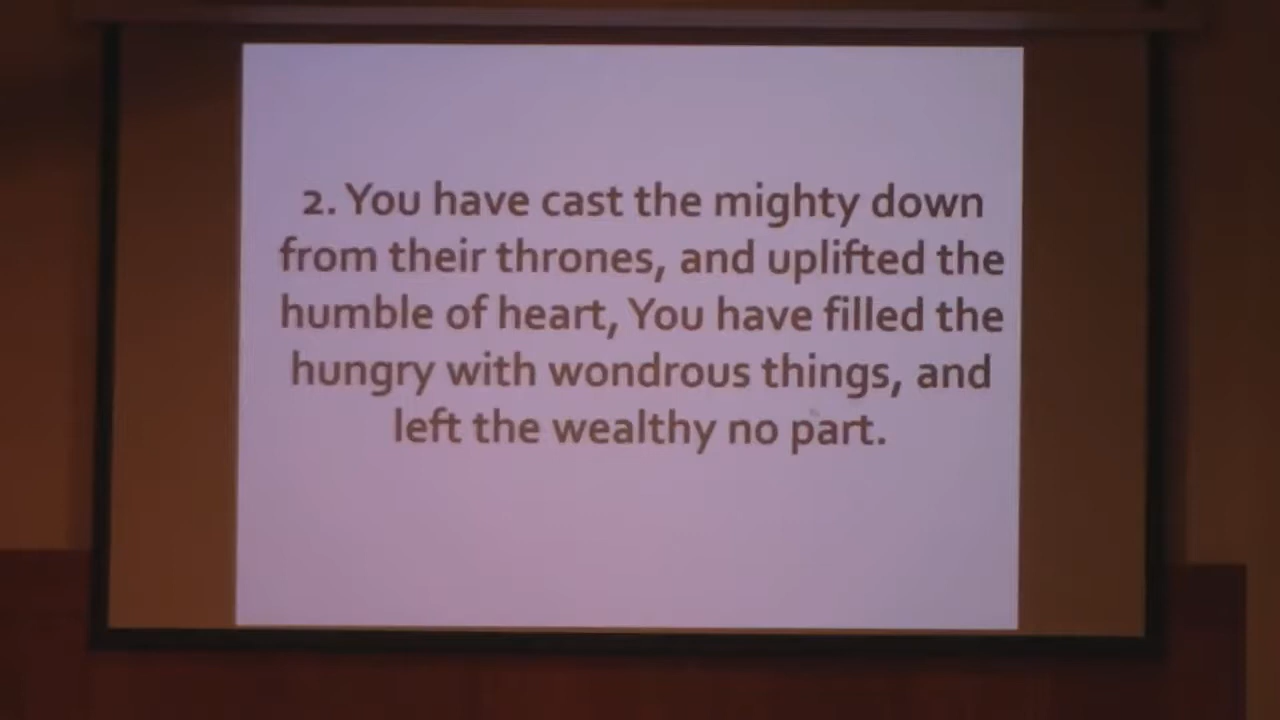 2. You have cast the mighty down
from their thrones, and uplifted the
humble of heart, You have filled the
hungry with wondrous things, and
left the wealthy no part.